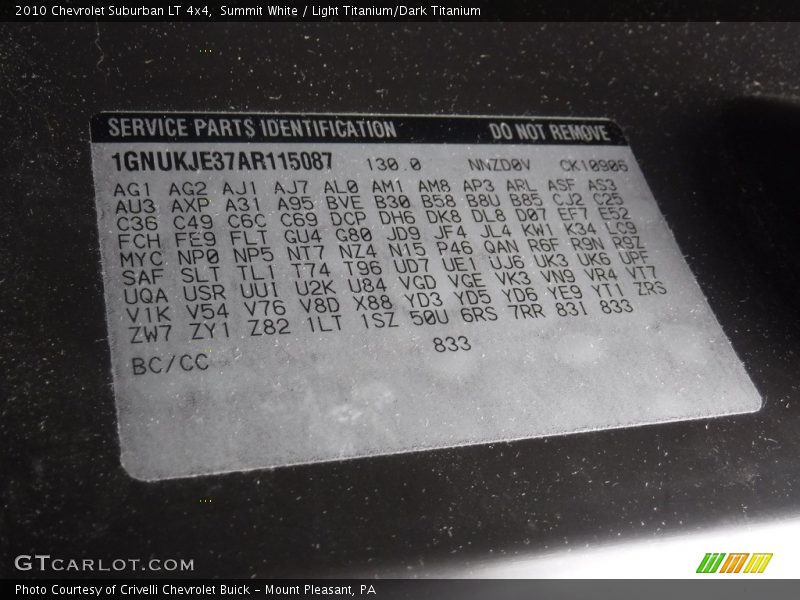 2010 Chevrolet Suburban LT 4x4, Summit White / Light Titanium/Dark Titanium
SERVICE PARTS IDENTIFICATION DO NOT REMOVE
1GNUKJE37AR115087 130.0 NNZD0V CK10906
AG1 AG2 AJ1 AJ7 AL0 AM1 AM8 AP3 ARL ASF AS3
AU3 AXP A31 A95 BVE B30 B58 B8U B85 CJ2 C25
C36 C49 C6C C69 DCP DH6 DK8 DL8 D07 EF7 E52
FCH FE9 FLT GU4 G80 JD9 JF4 JL4 KW1 K34 LC9
MYC NP0 NP5 NT7 NZ4 N15 P46 QAN R6F R9N R9Z
SAF SLT TL1 T74 T96 UD7 UE1 UJ6 UK3 UK6 UPF
UQA USR UU1 U2K U84 VGD VGE VK3 VN9 VR4 VT7
V1K V54 V76 V8D X88 YD3 YD5 YD6 YE9 YT1 ZRS
ZW7 ZY1 Z82 1LT 1SZ 50U 6RS 7RR 831 833
833
BC/CC
GTCARLOT.COM
Photo Courtesy of Crivelli Chevrolet Buick - Mount Pleasant, PA